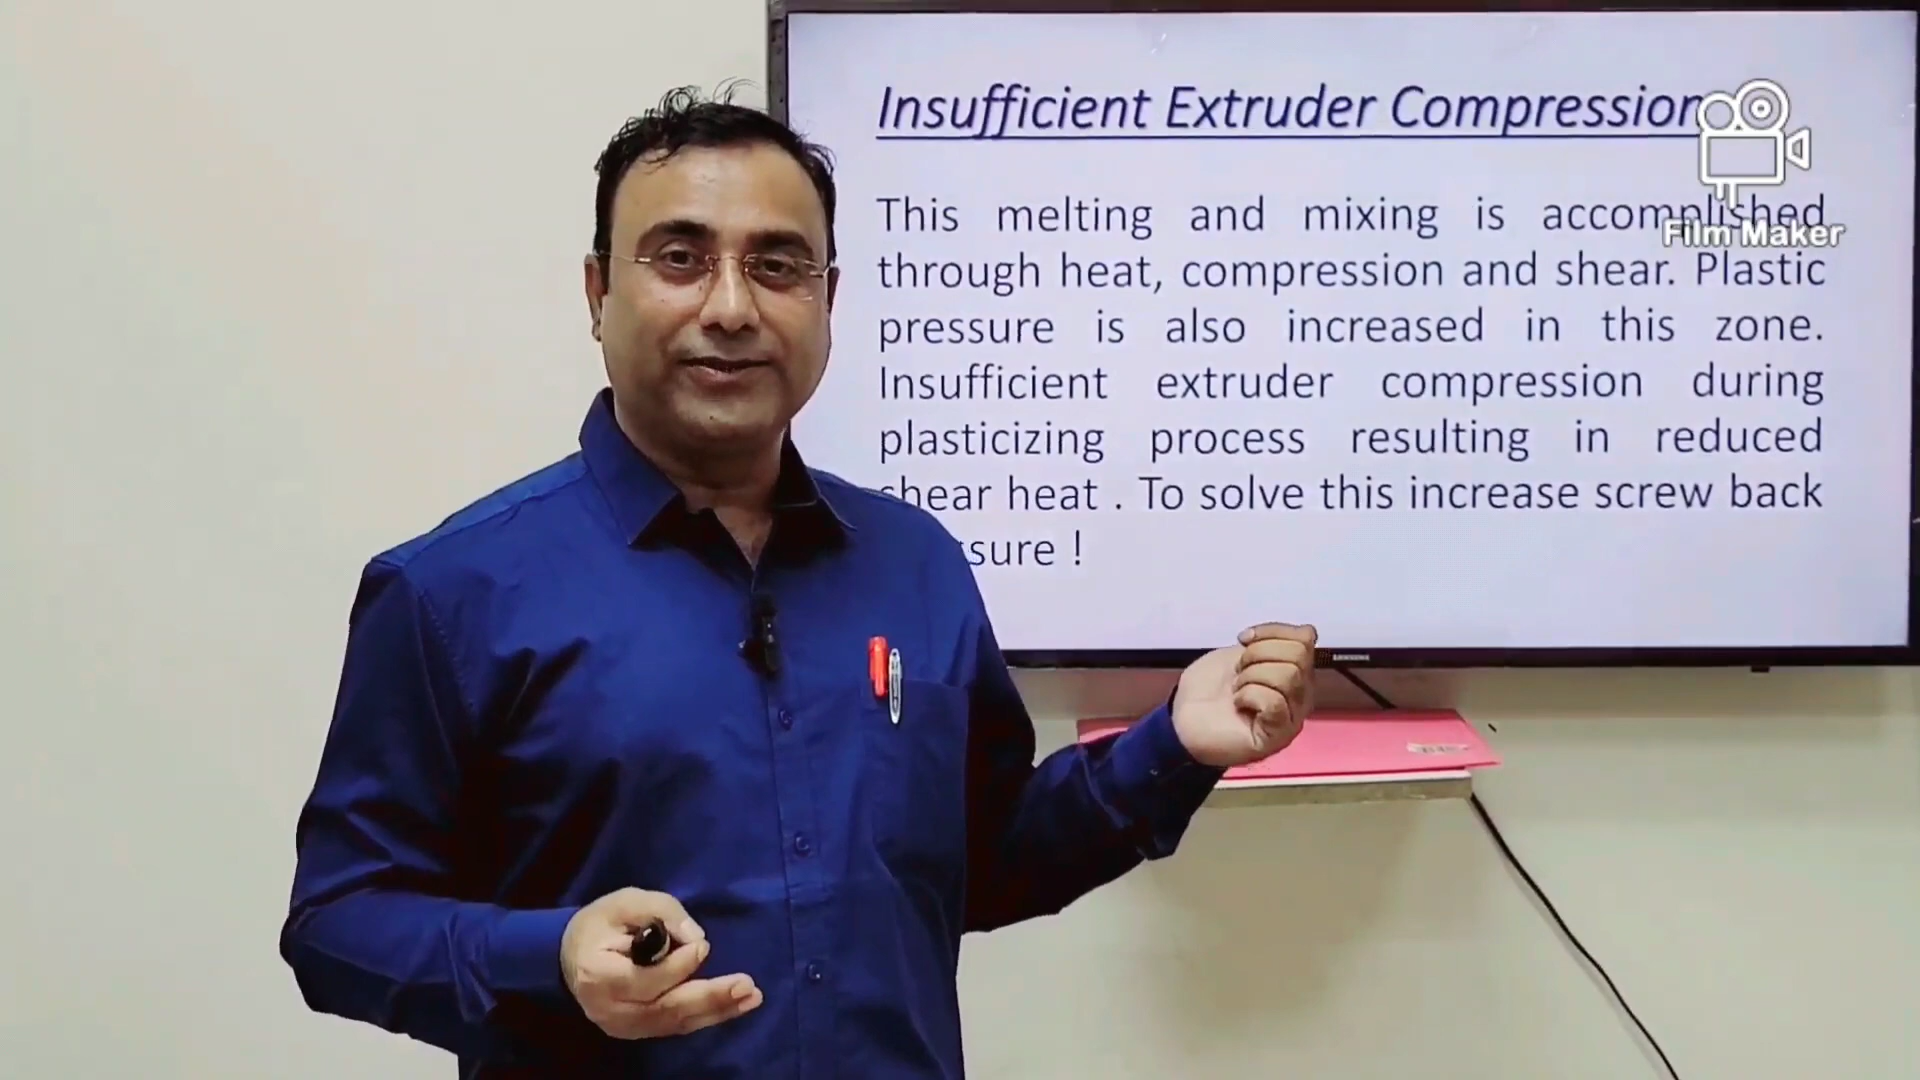 Insufficient Extruder Compression
This melting and mixing is accomplished
through heat, compression and shear. Plastic
pressure is also increased in this zone.
Insufficient extruder compression during
plasticizing process resulting in reduced
shear heat . To solve this increase screw back
sure !
Film Maker
SAMSUNG